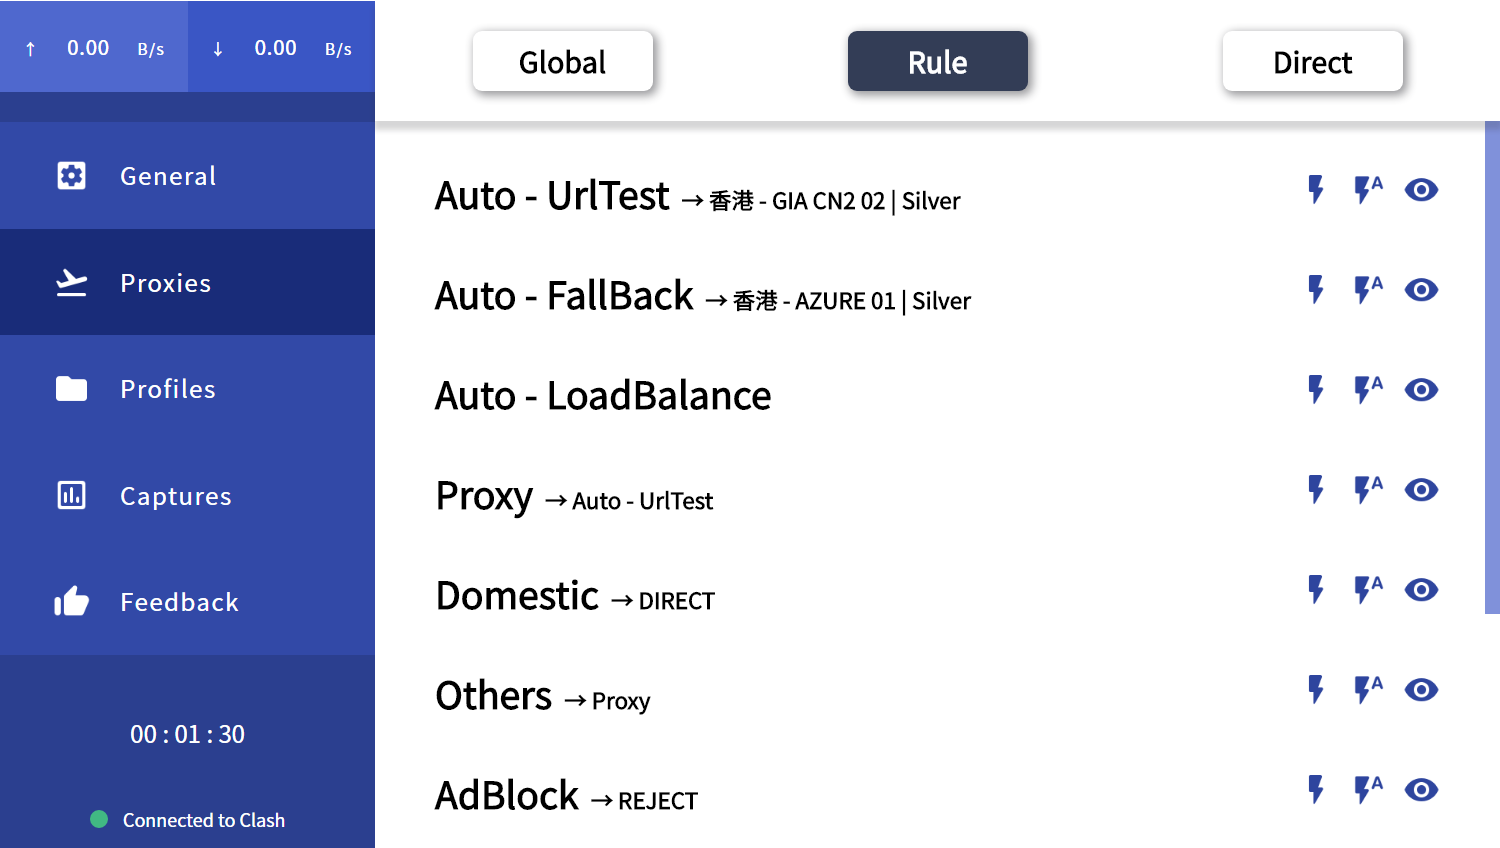 ↑ 0.00 B/s ↓ 0.00 B/s
General
Proxies
Profiles
Captures
Feedback
00 : 01 : 30
Connected to Clash
Global Rule Direct
Auto - UrlTest → 香港 - GIA CN2 02 | Silver
Auto - FallBack → 香港 - AZURE 01 | Silver
Auto - LoadBalance
Proxy → Auto - UrlTest
Domestic → DIRECT
Others → Proxy
AdBlock → REJECT